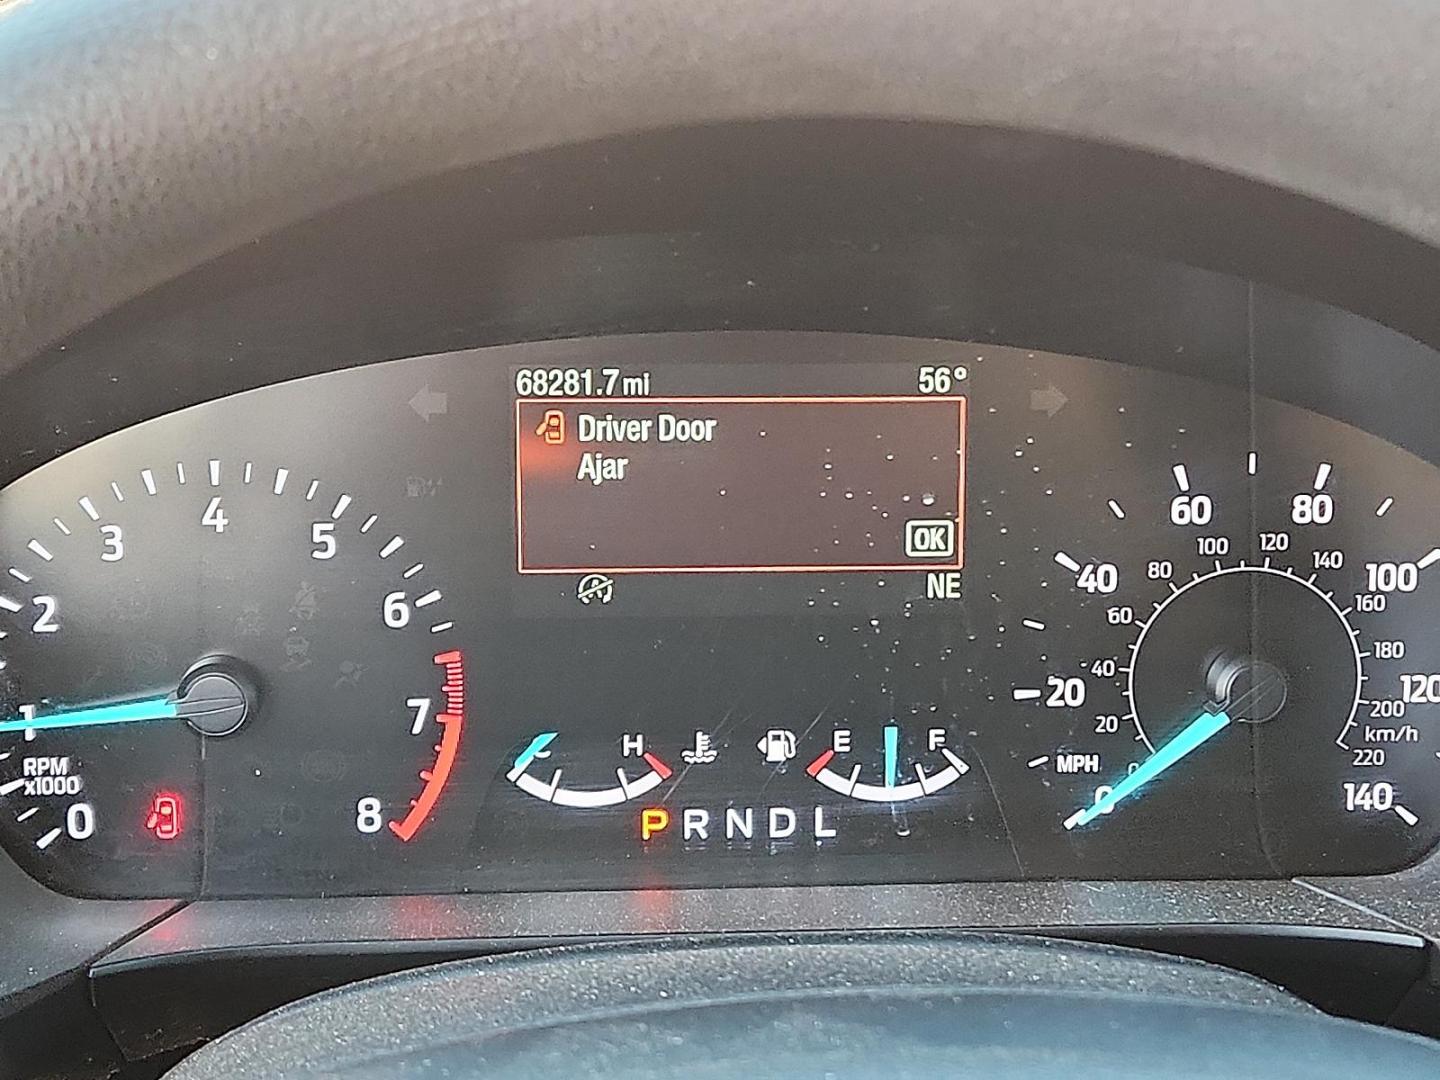 68281.7 mi 56°
Driver Door
Ajar
OK
NE
1 2 3 4 5 6 7 8
RPM
x1000
0
C H E F
P R N D L
0 20 40 60 80 100 120 140
MPH
0 20 40 60 80 100 120 140 160 180 200 220
km/h